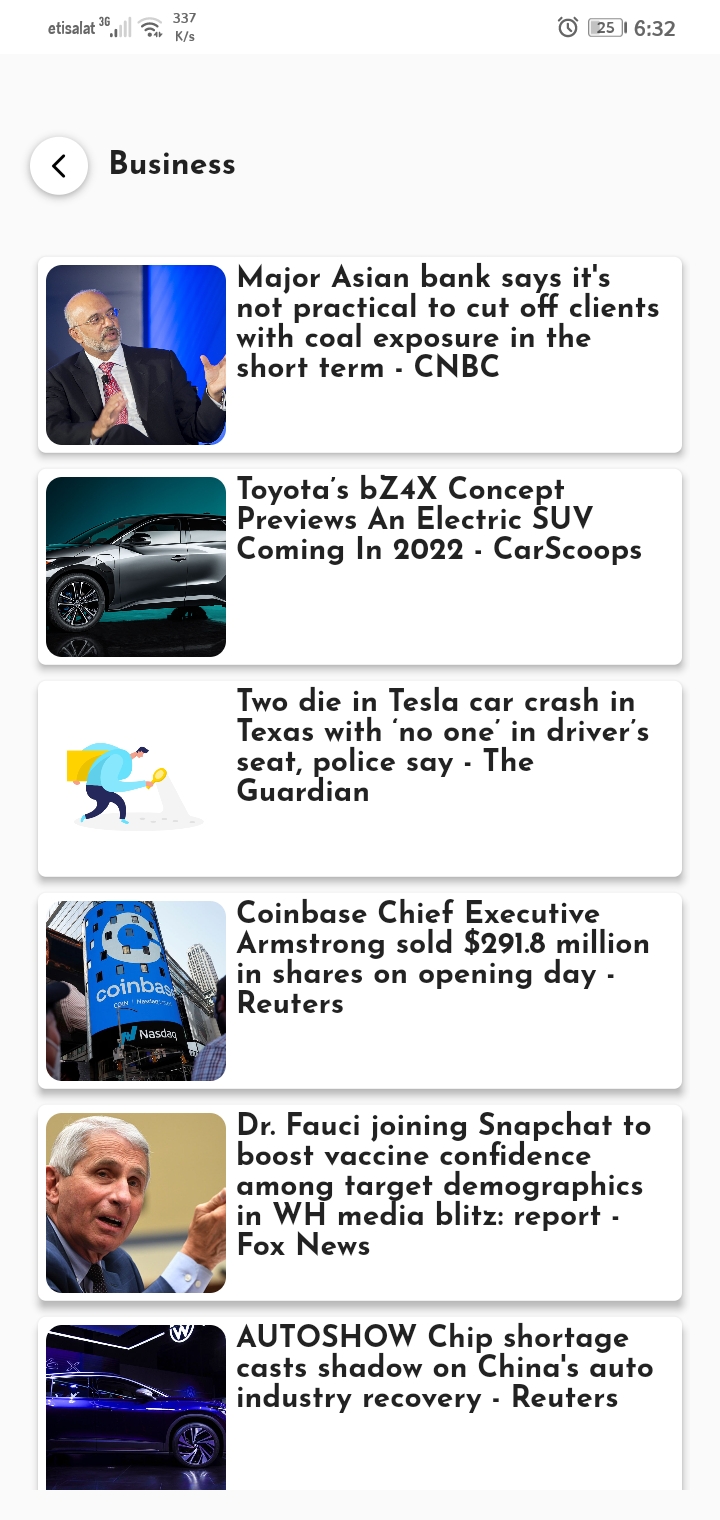 etisalat 3G 337 K/s 25 6:32
Business
Major Asian bank says it's
not practical to cut off clients
with coal exposure in the
short term - CNBC
Toyota’s bZ4X Concept
Previews An Electric SUV
Coming In 2022 - CarScoops
Two die in Tesla car crash in
Texas with ‘no one’ in driver’s
seat, police say - The
Guardian
coinbase
COIN
Nasdaq
Coinbase Chief Executive
Armstrong sold $291.8 million
in shares on opening day -
Reuters
Dr. Fauci joining Snapchat to
boost vaccine confidence
among target demographics
in WH media blitz: report -
Fox News
AUTOSHOW Chip shortage
casts shadow on China's auto
industry recovery - Reuters